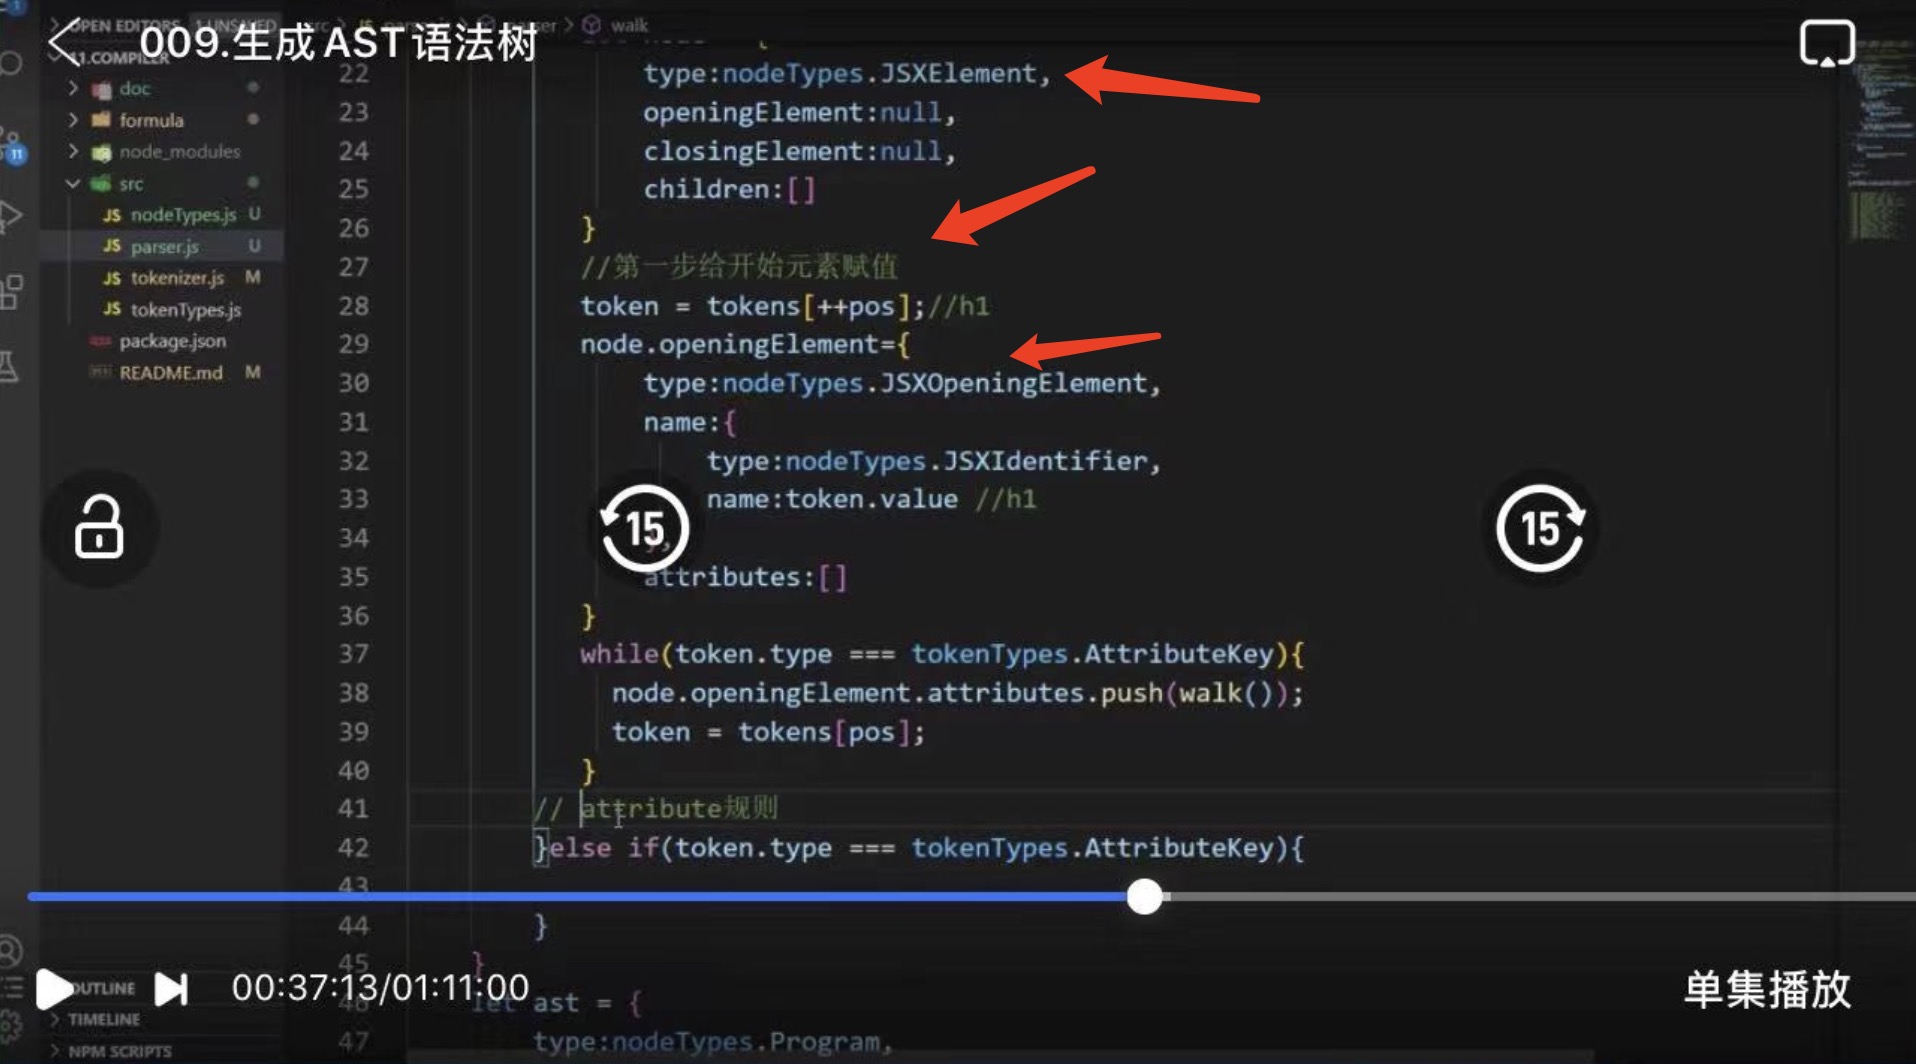 009.生成AST语法树
OPEN EDITORS 1 UNSAVED
walk
11.COMPILER
doc
formula
node_modules
src
JS nodeTypes.js U
JS parser.js U
JS tokenizer.js M
JS tokenTypes.js
package.json
README.md M
22 type:nodeTypes.JSXElement,
23 openingElement:null,
24 closingElement:null,
25 children:[]
26 }
27 //第一步给开始元素赋值
28 token = tokens[++pos];//h1
29 node.openingElement={
30 type:nodeTypes.JSXOpeningElement,
31 name:{
32 type:nodeTypes.JSXIdentifier,
33 name:token.value //h1
34 },
35 attributes:[]
36 }
37 while(token.type === tokenTypes.AttributeKey){
38 node.openingElement.attributes.push(walk());
39 token = tokens[pos];
40 }
41 // attribute规则
42 }else if(token.type === tokenTypes.AttributeKey){
43
44 }
45 }
46 let ast = {
47 type:nodeTypes.Program,
15
15
11
OUTLINE
TIMELINE
NPM SCRIPTS
00:37:13/01:11:00
单集播放